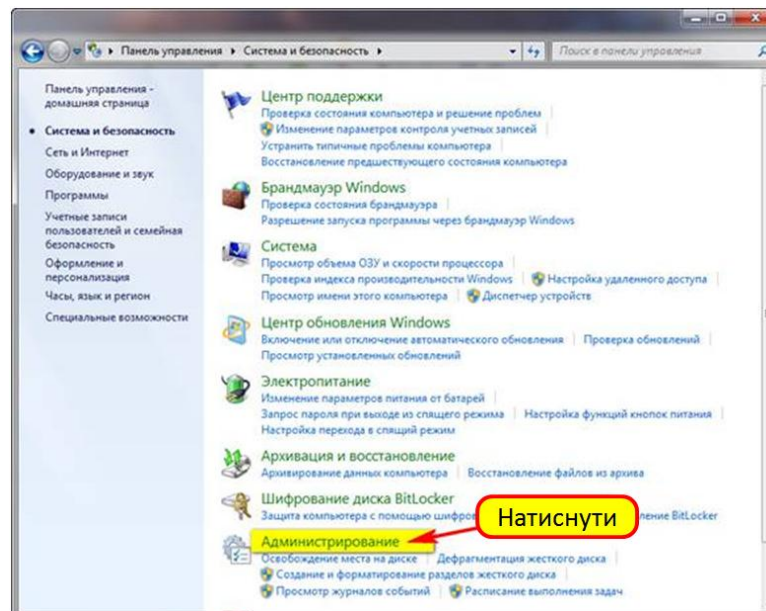 Панель управления ▸ Система и безопасность ▸
Поиск в панели управления
Панель управления -
домашняя страница
Система и безопасность
Сеть и Интернет
Оборудование и звук
Программы
Учетные записи
пользователей и семейная
безопасность
Оформление и
персонализация
Часы, язык и регион
Специальные возможности
Центр поддержки
Проверка состояния компьютера и решение проблем
Изменение параметров контроля учетных записей
Устранить типичные проблемы компьютера
Восстановление предшествующего состояния компьютера
Брандмауэр Windows
Проверка состояния брандмауэра
Разрешение запуска программы через брандмауэр Windows
Система
Просмотр объема ОЗУ и скорости процессора
Проверка индекса производительности Windows Настройка удаленного доступа
Просмотр имени этого компьютера Диспетчер устройств
Центр обновления Windows
Включение или отключение автоматического обновления Проверка обновлений
Просмотр установленных обновлений
Электропитание
Изменение параметров питания от батарей
Запрос пароля при выходе из спящего режима Настройка функций кнопок питания
Настройка перехода в спящий режим
Архивация и восстановление
Архивирование данных компьютера Восстановление файлов из архива
Шифрование диска BitLocker
Защита компьютера с помощью BitLocker
Натиснути
Администрирование
Освобождение места на диске Дефрагментация жесткого диска
Создание и форматирование разделов жесткого диска
Просмотр журналов событий Расписание выполнения задач